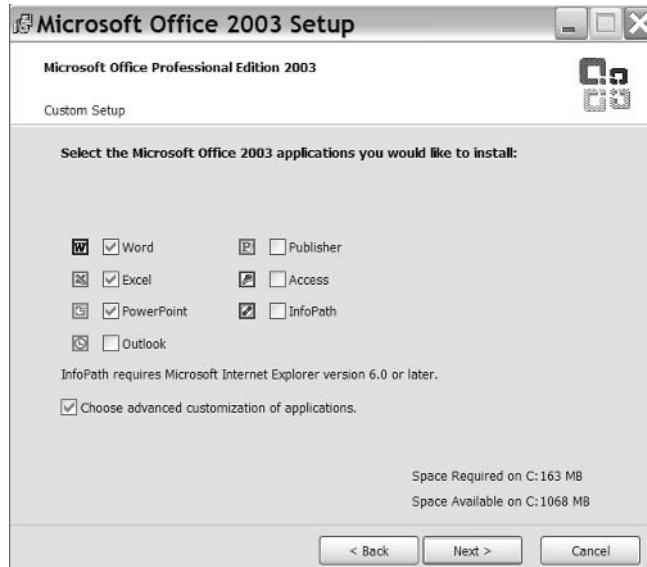 Microsoft Office 2003 Setup
Microsoft Office Professional Edition 2003
Custom Setup
Select the Microsoft Office 2003 applications you would like to install:
Word
Publisher
Excel
Access
PowerPoint
InfoPath
Outlook
InfoPath requires Microsoft Internet Explorer version 6.0 or later.
Choose advanced customization of applications.
Space Required on C: 163 MB
Space Available on C: 1068 MB
< Back
Next >
Cancel